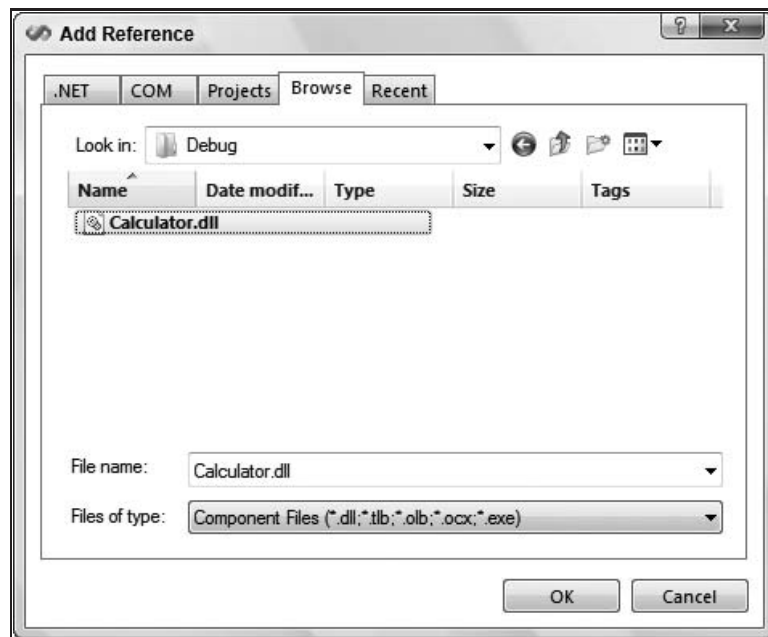 Add Reference
.NET COM Projects Browse Recent
Look in: Debug
Name Date modif... Type Size Tags
Calculator.dll
File name: Calculator.dll
Files of type: Component Files (*.dll;*.tlb;*.olb;*.ocx;*.exe)
OK Cancel